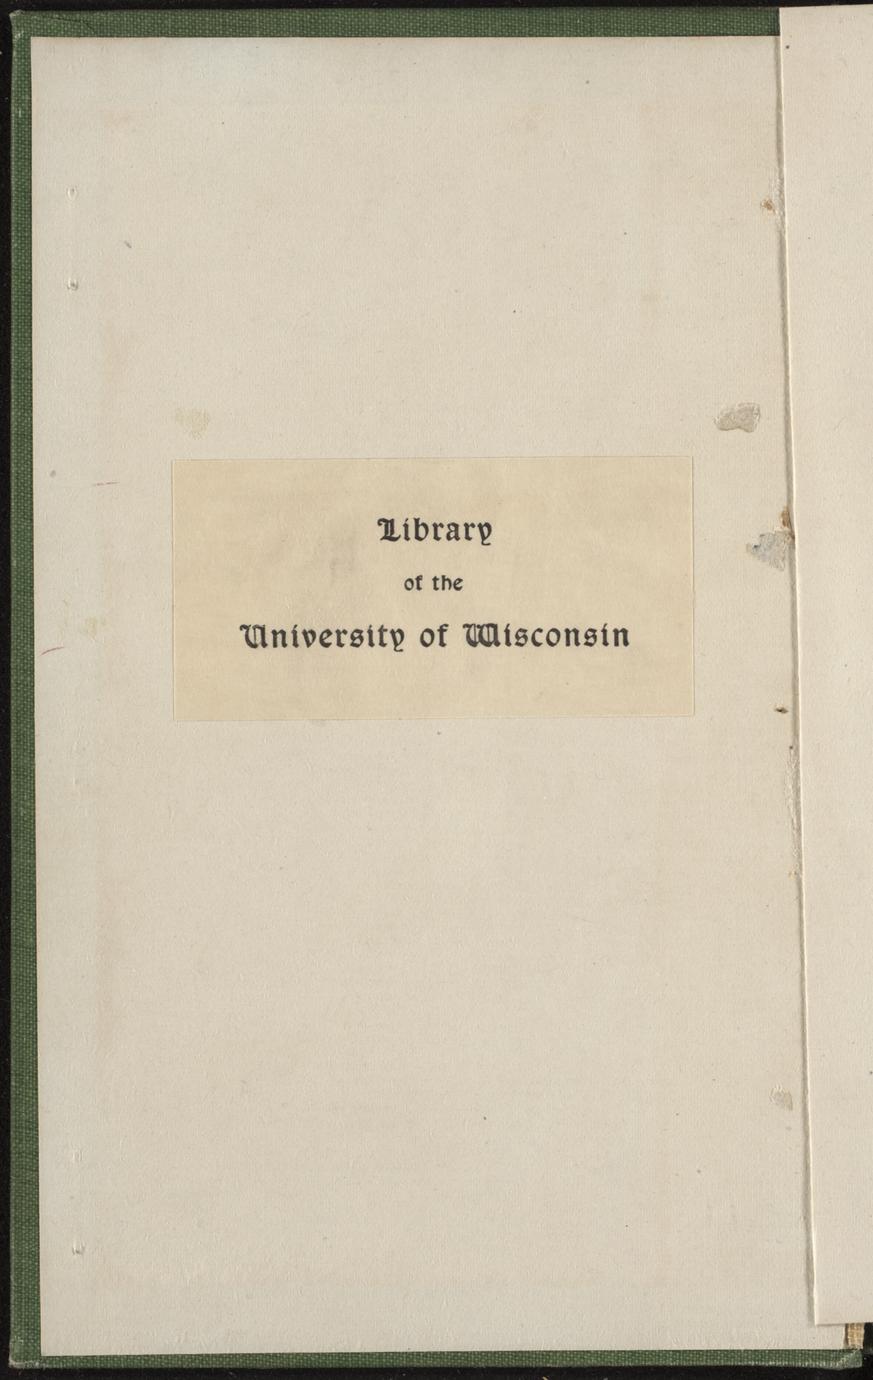 Library
of the
University of Wisconsin